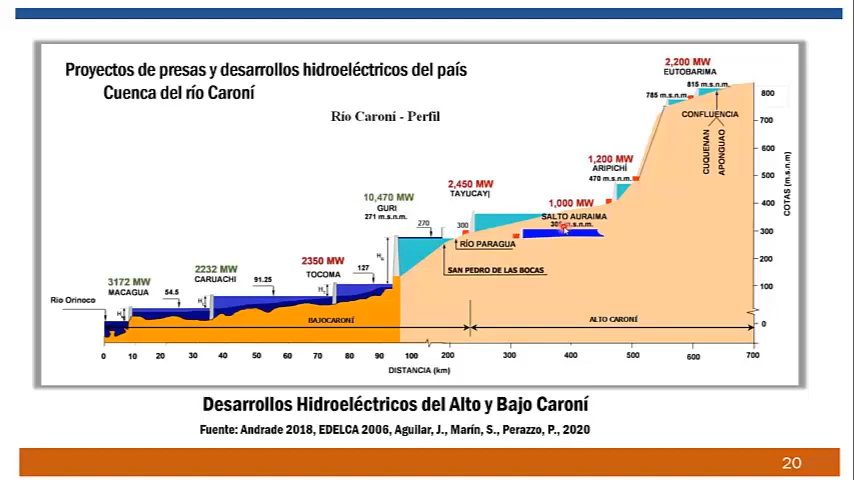 Proyectos de presas y desarrollos hidroeléctricos del país
Cuenca del río Caroní
Río Caroní - Perfil
2,200 MW
EUTOBARIMA
815 m.s.n.m.
785 m.s.n.m.
CONFLUENCIA
CUQUENAN
APONGUAO
1,200 MW
ARIPICHÍ
470 m.s.n.m.
1,000 MW
SALTO AURAIMA
2,450 MW
TAYUCAY
300
RÍO PARAGUA
SAN PEDRO DE LAS BOCAS
10,470 MW
GURI
271 m.s.n.m.
270
2350 MW
TOCOMA
127
2232 MW
CARUACHI
91.25
3172 MW
MACAGUA
54.5
Rio Orinoco
BAJOCARONÍ
ALTO CARONÍ
800
700
600
500
400
300
200
100
0
COTAS (m.s.n.m)
0 10 20 30 40 50 60 70 80 90 100 200 300 400 500 600 700
DISTANCIA (km)
Desarrollos Hidroeléctricos del Alto y Bajo Caroní
Fuente: Andrade 2018, EDELCA 2006, Aguilar, J., Marín, S., Perazzo, P., 2020
20